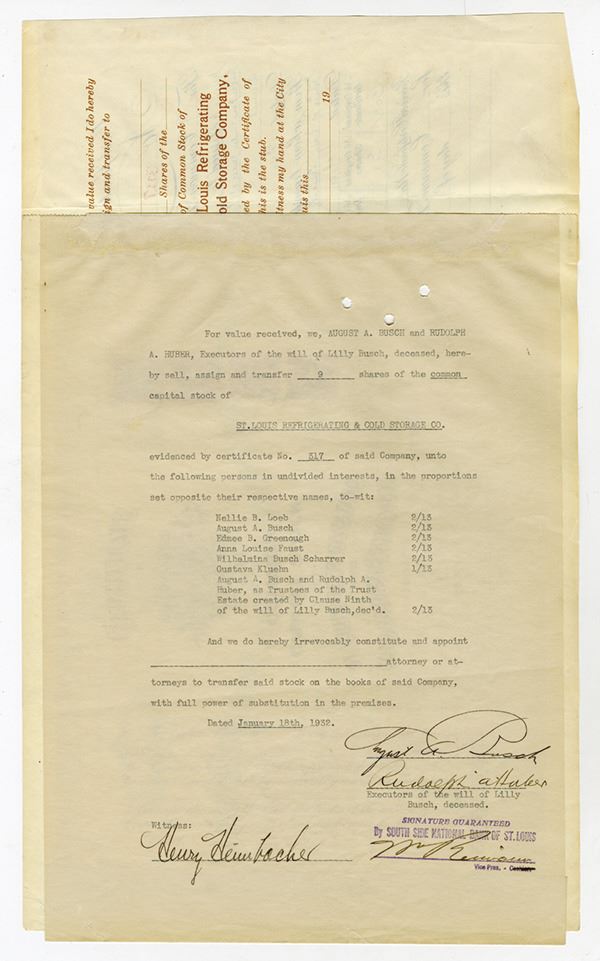 value received I do hereby
ign and transfer to
Shares of the
of Common Stock of
Louis Refrigerating
old Storage Company,
ed by the Certificate of
his is the stub.
tness my hand at the City
uis this
19
For value received, we, AUGUST A. BUSCH and RUDOLPH
A. HUBER, Executors of the will of Lilly Busch, deceased, here-
by sell, assign and transfer 9 shares of the common
capital stock of
ST.LOUIS REFRIGERATING & COLD STORAGE CO.
evidenced by certificate No. 317 of said Company, unto
the following persons in undivided interests, in the proportions
set opposite their respective names, to-wit:
Nellie B. Loeb 2/13
August A. Busch 2/13
Edmee B. Greenough 2/13
Anna Louise Faust 2/13
Wilhelmina Busch Scharrer 2/13
Gustava Kluehn 1/13
August A. Busch and Rudolph A.
Huber, as Trustees of the Trust
Estate created by Clause Ninth
of the will of Lilly Busch,dec'd. 2/13
And we do hereby irrevocably constitute and appoint
attorney or at-
torneys to transfer said stock on the books of said Company,
with full power of substitution in the premises.
Dated January 18th, 1932.
August A. Busch
Rudolph A Huber
Executors of the will of Lilly
Busch, deceased.
Witness:
Henry Heimbacher
SIGNATURE GUARANTEED
By SOUTH SIDE NATIONAL BANK OF ST.LOUIS
Vice Pres. - Cashier